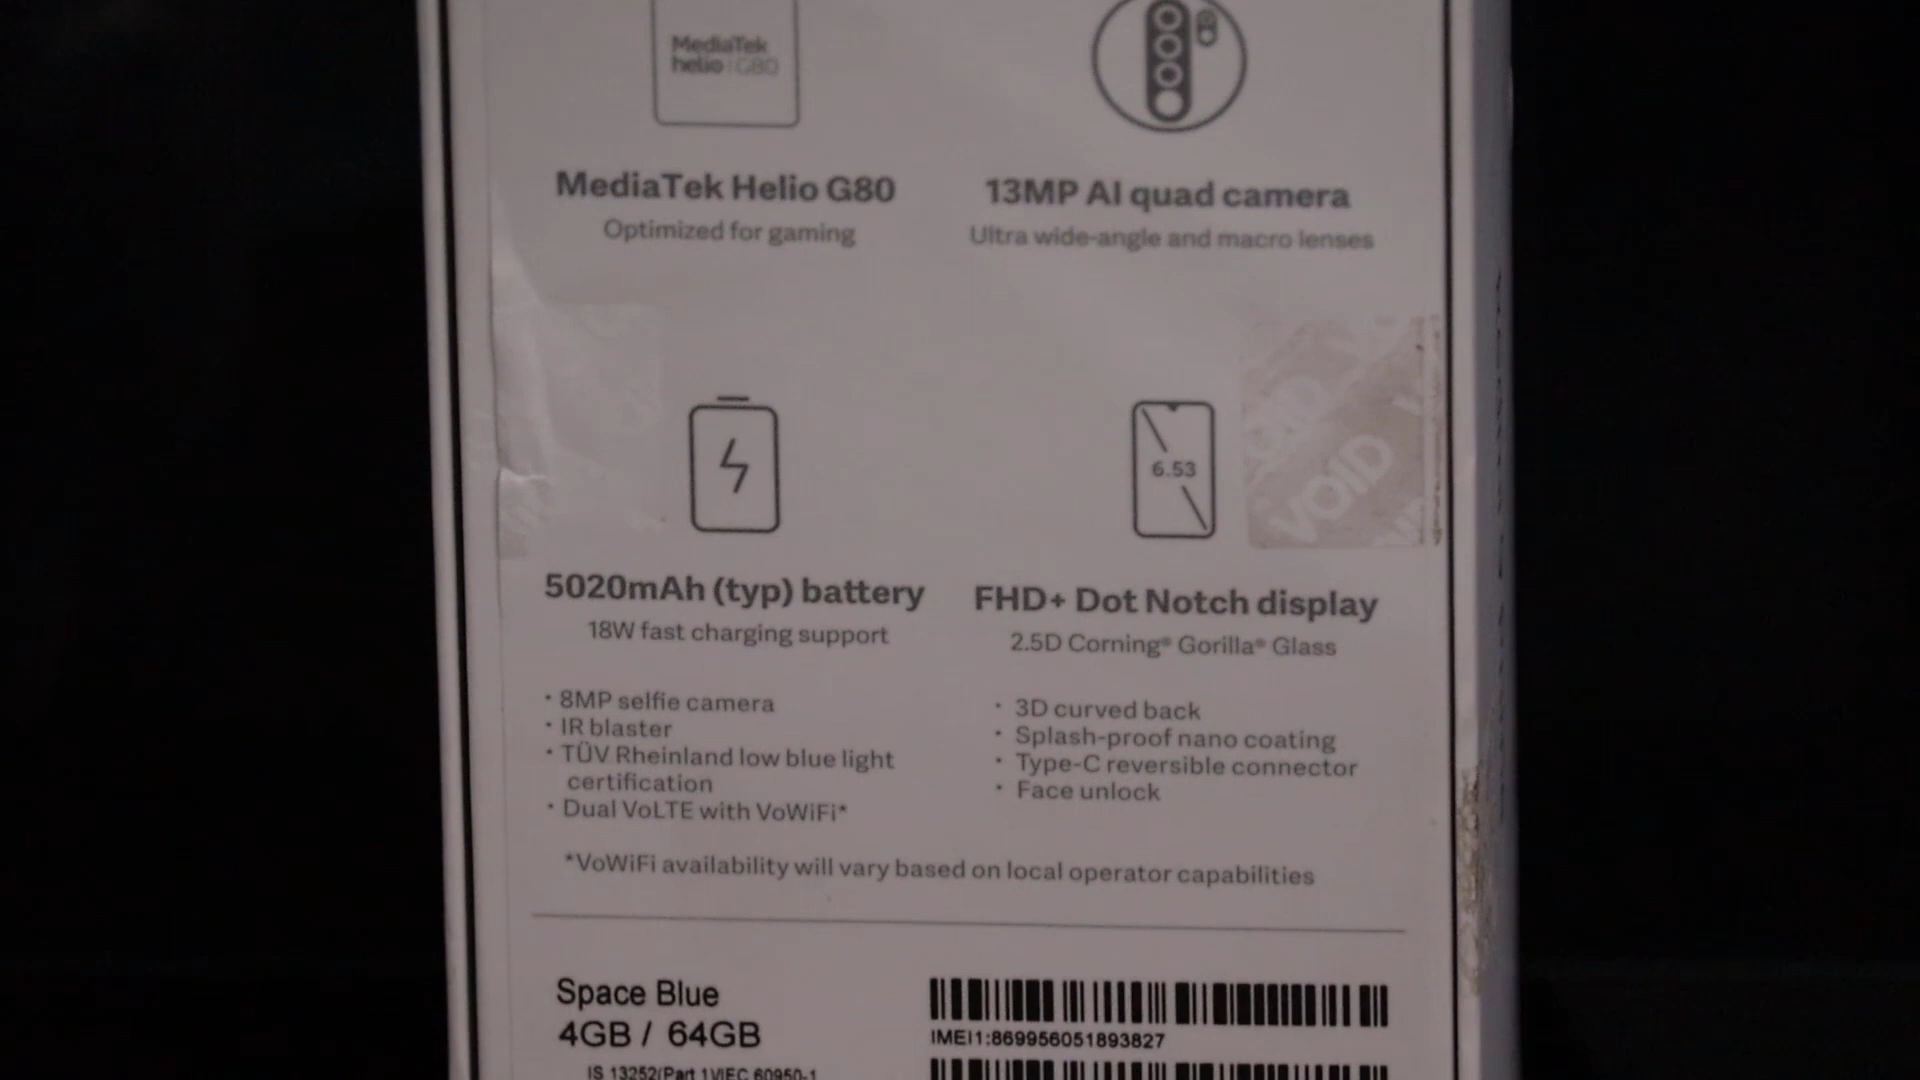 MediaTek
helio G80
MediaTek Helio G80
Optimized for gaming
13MP AI quad camera
Ultra wide-angle and macro lenses
6.53
VOID
VOID
5020mAh (typ) battery
18W fast charging support
FHD+ Dot Notch display
2.5D Corning® Gorilla® Glass
• 8MP selfie camera
• IR blaster
• TÜV Rheinland low blue light
certification
• Dual VoLTE with VoWiFi*
• 3D curved back
• Splash-proof nano coating
• Type-C reversible connector
• Face unlock
*VoWiFi availability will vary based on local operator capabilities
Space Blue
4GB / 64GB
IS 13252(Part 1)/IEC 60950-1
IMEI1:869956051893827